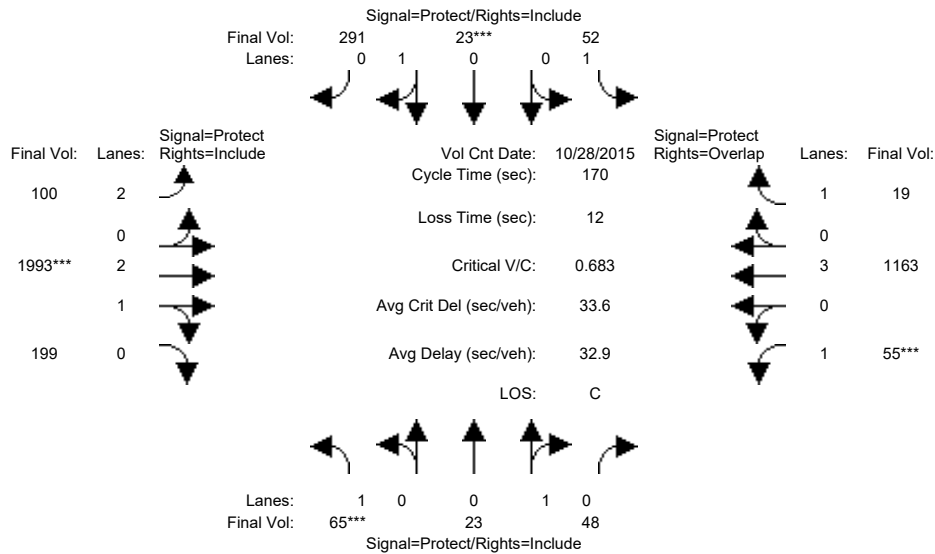 Signal=Protect/Rights=Include
Final Vol: 291 23*** 52
Lanes: 0 1 0 0 1
Signal=Protect
Final Vol: Lanes: Rights=Include
Vol Cnt Date: 10/28/2015
Signal=Protect
Rights=Overlap Lanes: Final Vol:
Cycle Time (sec): 170
100 2 1 19
Loss Time (sec): 12
0 0
1993*** 2 Critical V/C: 0.683 3 1163
1 Avg Crit Del (sec/veh): 33.6 0
199 0 Avg Delay (sec/veh): 32.9 1 55***
LOS: C
Lanes: 1 0 0 1 0
Final Vol: 65*** 23 48
Signal=Protect/Rights=Include